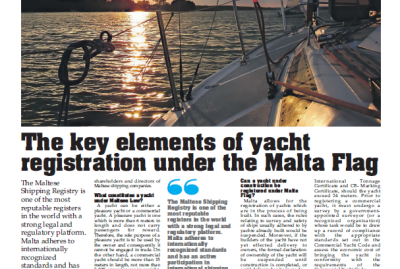 The key elements of yacht
registration under the Malta Flag
The Maltese
Shipping Registry is
one of the most
reputable registers
in the world with a
strong legal and
regulatory platform.
Malta adheres to
internationally
recognized
standards and has
shareholders and directors of
Maltese shipping companies.
What constitutes a yacht
under Maltese Law?
A yacht can be either a
pleasure yacht or a commercial
yacht. A pleasure yacht is one
which is more than 6 meters in
length and does not carry
passengers for reward,
therefore, the sole purpose of a
pleasure yacht is to be used by
the owner and consequently it
cannot be engaged in trade. On
the other hand, a commercial
yacht should be more than 15
meters in length, not more than
The Maltese Shipping
Registry is one of the
most reputable
registers in the world
with a strong legal
and regulatory
platform.
Malta adheres to
internationally
recognized standards
and has an active
participation in
international shipping
Can a yacht under
construction be
registered under Malta
Flag?
Malta allows for the
registration of yachts which
are in the process of being
built. In such cases, the rules
relating to survey and safety
of ships usually adhered to by
yachts already built would be
suspended. Moreover, if the
builders of the yacht have not
yet effected delivery to
owners, the formal declaration
of ownership of the yacht will
be suspended until
construction is completed, or
International Tonnage
Certificate and CE-Marking
Certificate, should the yacht
exceed 24 meters. Prior to
registering a commercial
yacht, it must undergo a
survey by a government
appointed surveyor (or
recognized organization)
whose task would be to draw
up a record of compliance
with the necessary
standards set out in the
Commercial Yacht Code and
assess the necessary cost of
bringing the yacht in
conformity with the
requirements of the